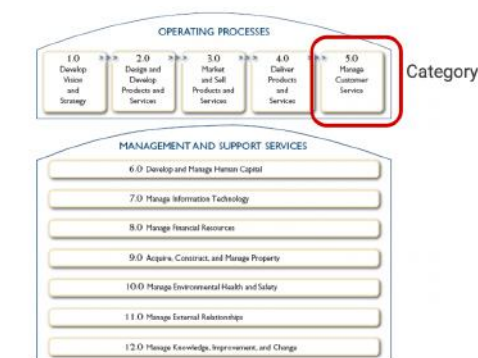 OPERATING PROCESSES
1.0
Develop
Vision
and
Strategy
2.0
Design and
Develop
Products and
Services
3.0
Market
and Sell
Products and
Services
4.0
Deliver
Products
and
Services
5.0
Manage
Customer
Service
Category
MANAGEMENT AND SUPPORT SERVICES
6.0 Develop and Manage Human Capital
7.0 Manage Information Technology
8.0 Manage Financial Resources
9.0 Acquire, Construct, and Manage Property
10.0 Manage Environmental Health and Safety
11.0 Manage External Relationships
12.0 Manage Knowledge, Improvement, and Change